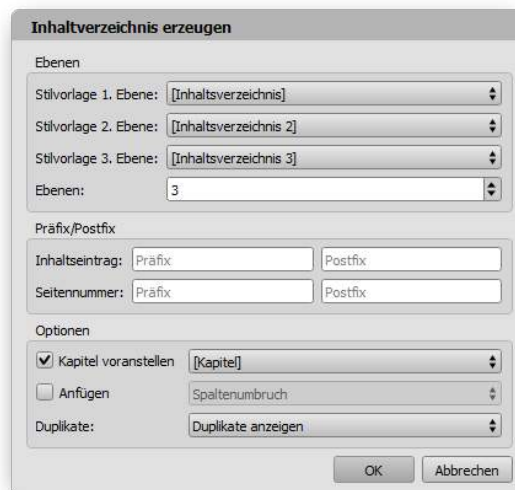 Inhaltverzeichnis erzeugen
Ebenen
Stilvorlage 1. Ebene: [Inhaltsverzeichnis]
Stilvorlage 2. Ebene: [Inhaltsverzeichnis 2]
Stilvorlage 3. Ebene: [Inhaltsverzeichnis 3]
Ebenen: 3
Präfix/Postfix
Inhaltseintrag: Präfix Postfix
Seitennummer: Präfix Postfix
Optionen
Kapitel voranstellen [Kapitel]
Anfügen Spaltenumbruch
Duplikate: Duplikate anzeigen
OK Abbrechen